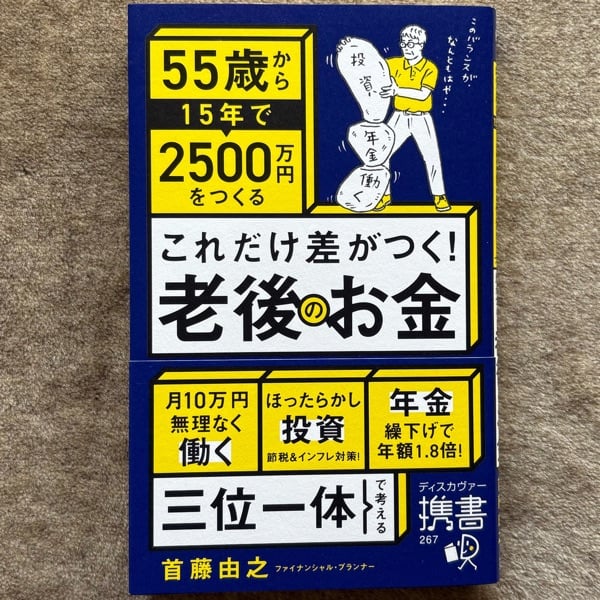 55歳から
15年で
2500万円
をつくる
このバランスが、
なんともはや・・・
投資
年金
働く
これだけ差がつく!
老後のお金
月10万円
無理なく
働く
ほったらかし
投資
節税&インフレ対策!
年金
繰下げで
年額1.8倍!
三位一体で考える
ディスカヴァー
携書
267
首藤由之 ファイナンシャル・プランナー